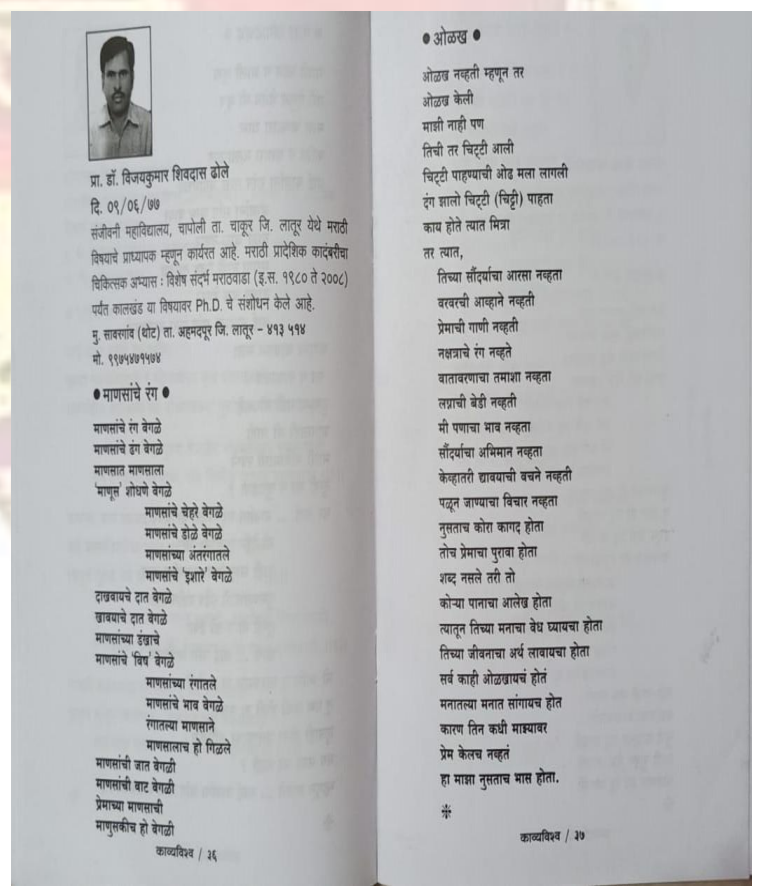 प्रा. डॉ. विजयकुमार शिवदास ढोले
दि. ०९/०६/७७
संजीवनी महाविद्यालय, चापोली ता. चाकूर जि. लातूर येथे मराठी
विषयाचे प्राध्यापक म्हणून कार्यरत आहे. मराठी प्रादेशिक कादंबरीचा
चिकित्सक अभ्यास : विशेष संदर्भ मराठवाडा (इ.स. १९८० ते २००८)
पर्यंत कालखंड या विषयावर Ph.D. चे संशोधन केले आहे.
मु. सावरगांव (थोट) ता. अहमदपूर जि. लातूर – ४१३ ५१४
मो. ९९७५४७१५७४
● माणसांचे रंग ●
माणसांचे रंग वेगळे
माणसांचे ढंग वेगळे
माणसात माणसाला
'माणूस' शोधणे वेगळे
माणसांचे चेहरे वेगळे
माणसांचे डोळे वेगळे
माणसांच्या अंतरंगातले
माणसांचे 'इशारे' वेगळे
दाखवायचे दात वेगळे
खावयाचे दात वेगळे
माणसांच्या डंखाचे
माणसांचे 'विष' वेगळे
माणसांच्या रंगातले
माणसांचे भाव वेगळे
रंगातल्या माणसाने
माणसालाच हो गिळले
माणसांची जात वेगळी
माणसांची वाट वेगळी
प्रेमाच्या माणसाची
माणुसकीच हो वेगळी
काव्यविश्व / ३६
● ओळख ●
ओळख नव्हती म्हणून तर
ओळख केली
माझी नाही पण
तिची तर चिट्टी आली
चिट्टी पाहण्याची ओढ मला लागली
दंग झालो चिट्टी (चिठ्ठी) पाहता
काय होते त्यात मित्रा
तर त्यात,
तिच्या सौंदर्याचा आरसा नव्हता
वरवरची आव्हाने नव्हती
प्रेमाची गाणी नव्हती
नक्षत्राचे रंग नव्हते
वातावरणाचा तमाशा नव्हता
लग्नाची बेडी नव्हती
मी पणाचा भाव नव्हता
सौंदर्याचा अभिमान नव्हता
केव्हातरी द्यावयाची वचने नव्हती
पळून जाण्याचा विचार नव्हता
नुसताच कोरा कागद होता
तोच प्रेमाचा पुरावा होता
शब्द नसले तरी तो
कोऱ्या पानाचा आलेख होता
त्यातून तिच्या मनाचा वेध घ्यायचा होता
तिच्या जीवनाचा अर्थ लावायचा होता
सर्व काही ओळखायचं होतं
मनातल्या मनात सांगायच होत
कारण तिन कधी माझ्यावर
प्रेम केलच नव्हतं
हा माझा नुसताच भास होता.
काव्यविश्व / ३७